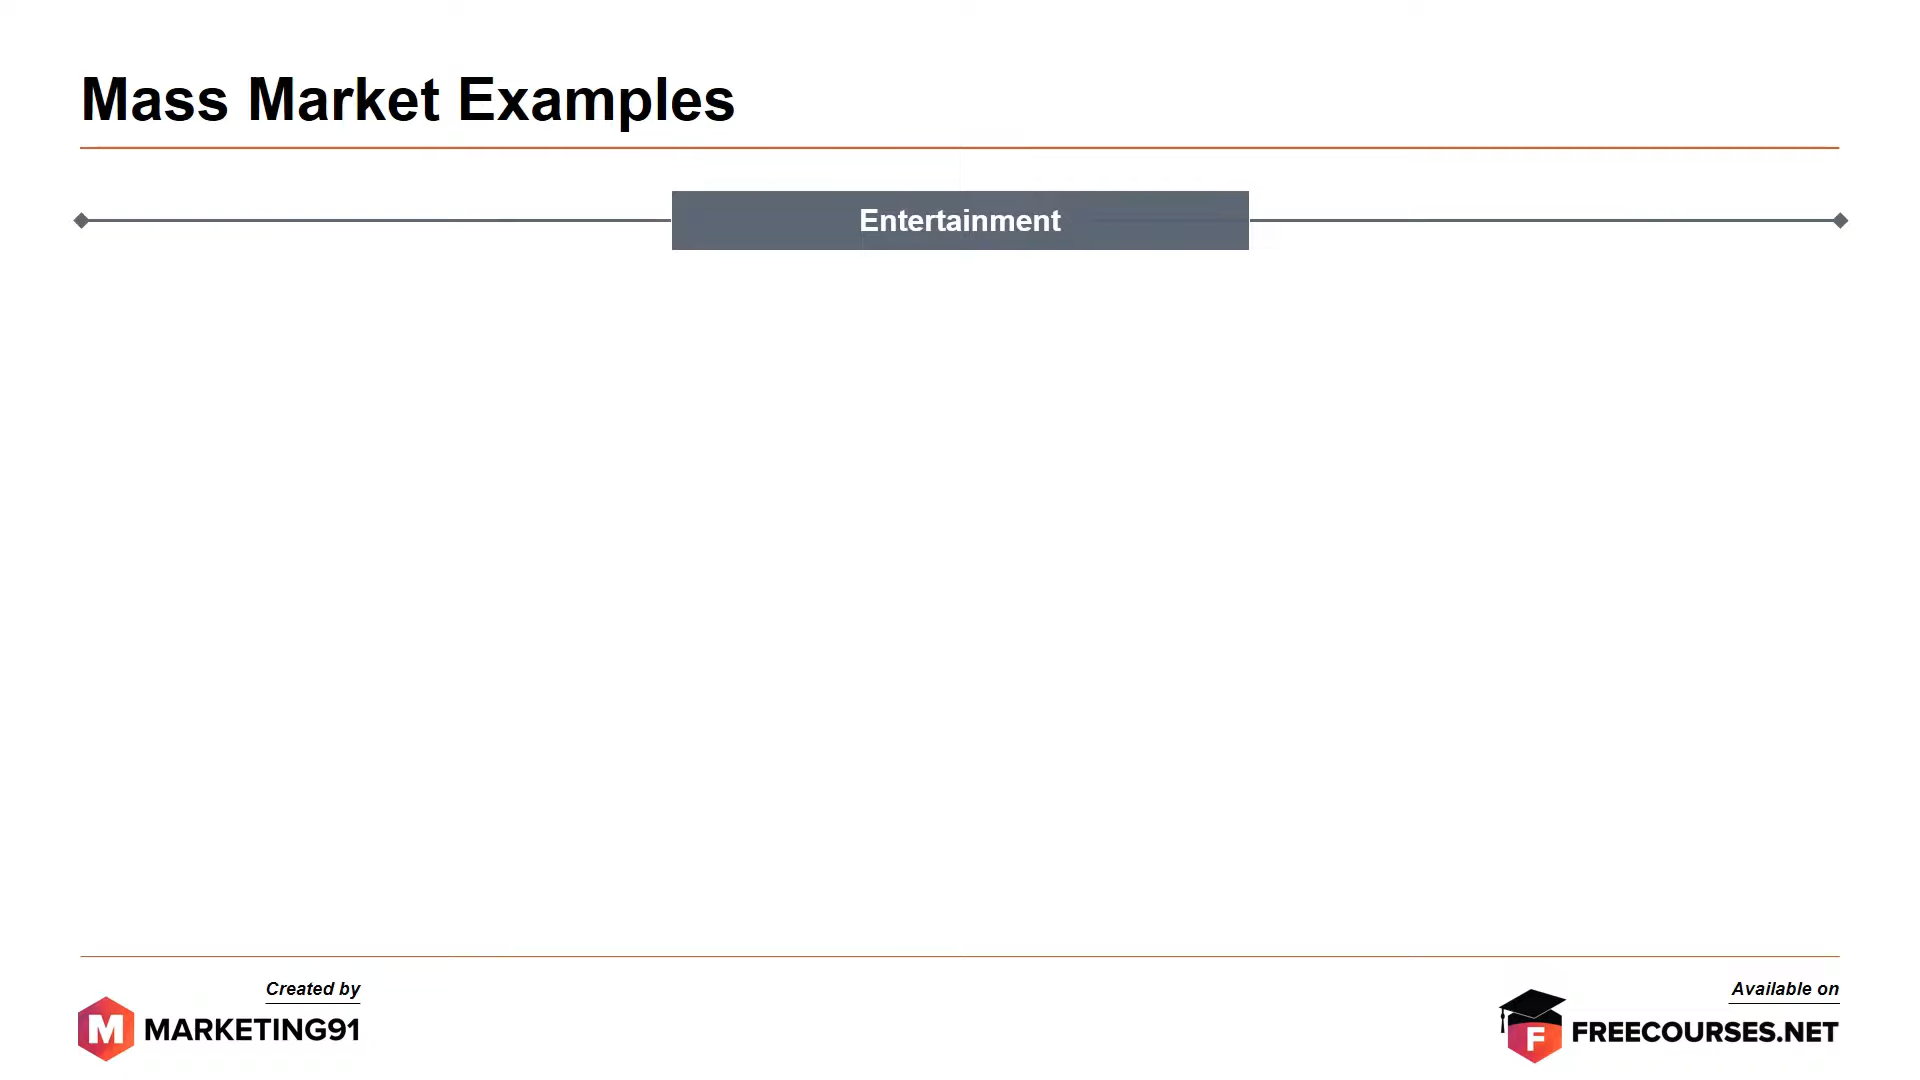 Mass Market Examples
Entertainment
Created by
M MARKETING91
Available on
F FREECOURSES.NET